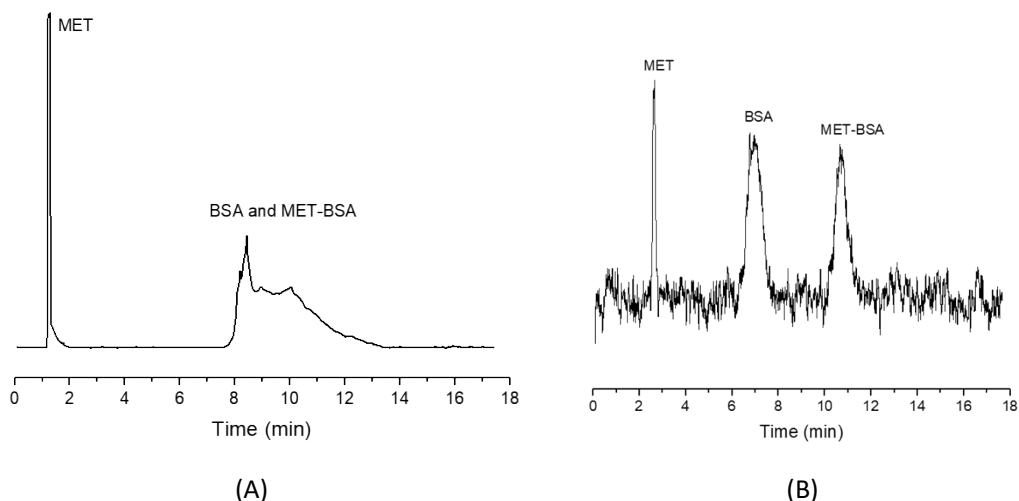 MET
BSA and MET-BSA
0 2 4 6 8 10 12 14 16 18
Time (min)
(A)
MET
BSA
MET-BSA
0 2 4 6 8 10 12 14 16 18
Time (min)
(B)